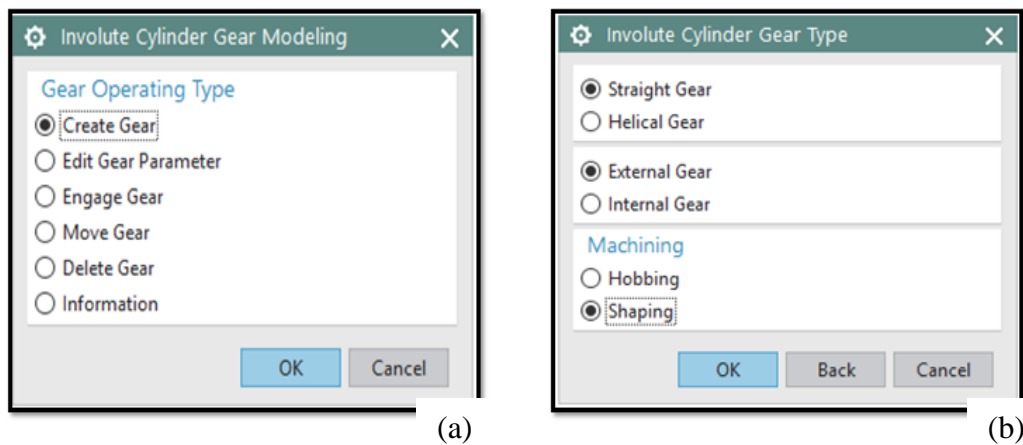 Involute Cylinder Gear Modeling
Gear Operating Type
Create Gear
Edit Gear Parameter
Engage Gear
Move Gear
Delete Gear
Information
OK
Cancel
(a)
Involute Cylinder Gear Type
Straight Gear
Helical Gear
External Gear
Internal Gear
Machining
Hobbing
Shaping
OK
Back
Cancel
(b)